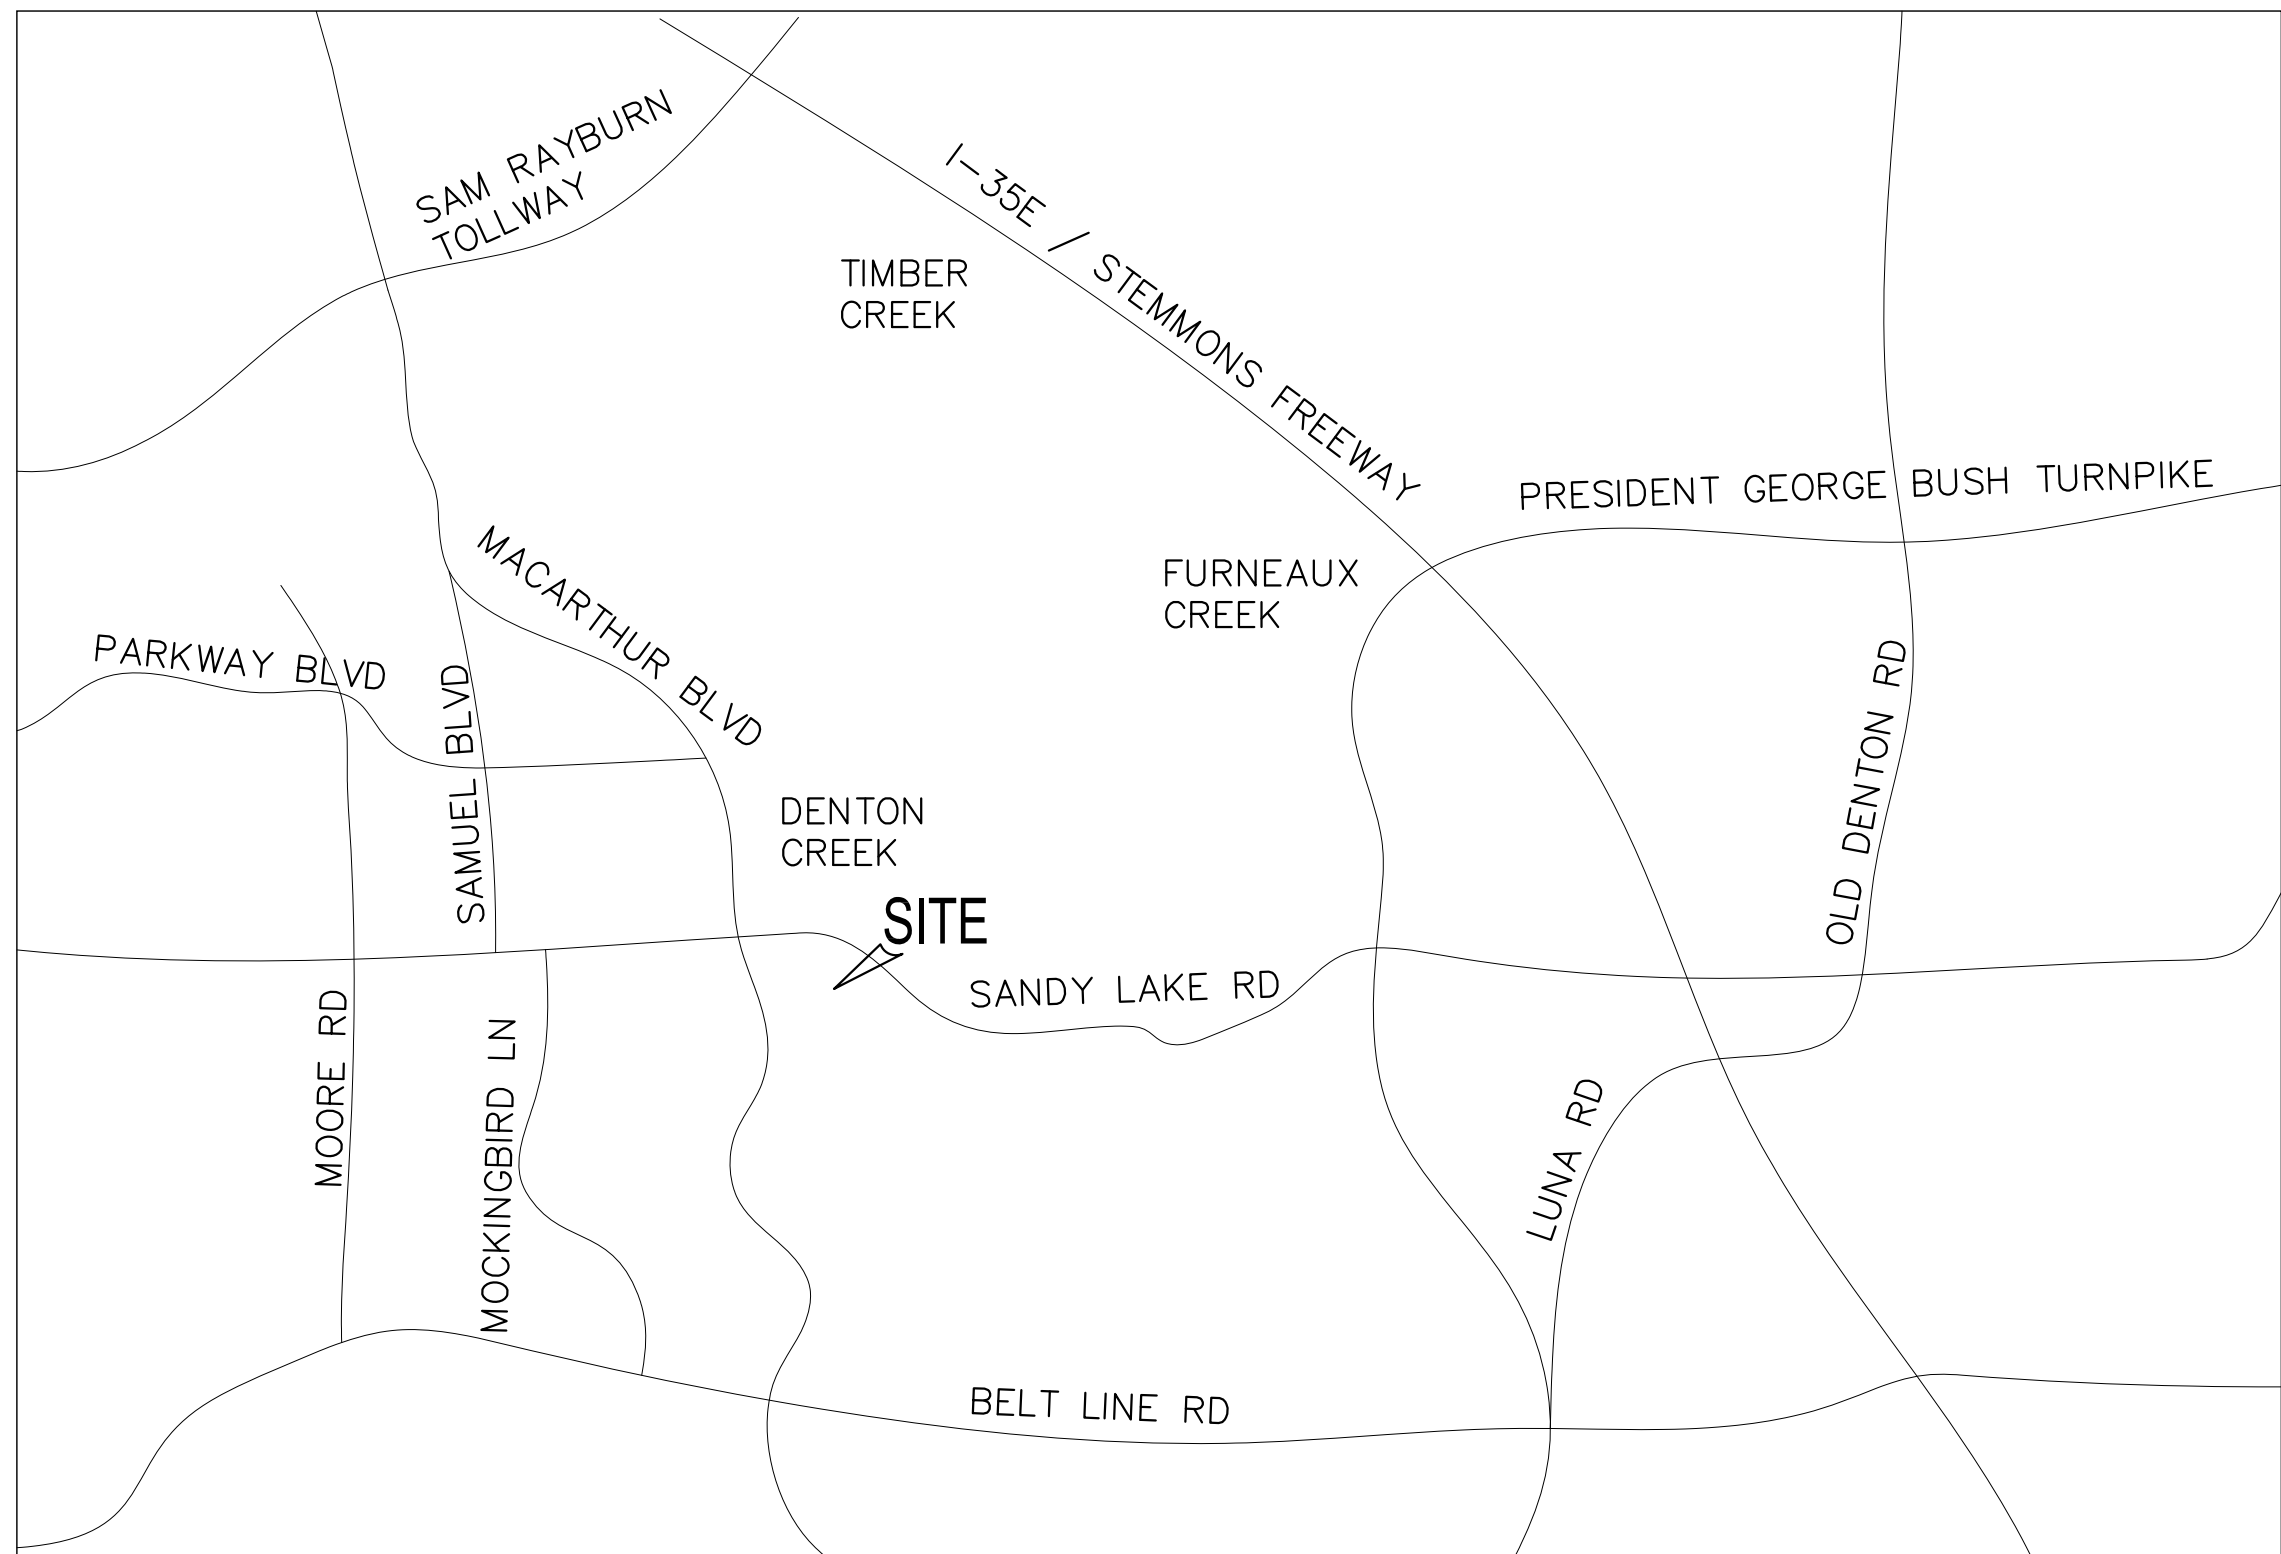 SAM RAYBURN
TOLLWAY
I-35E / STEMMONS FREEWAY
TIMBER
CREEK
PRESIDENT GEORGE BUSH TURNPIKE
MACARTHUR BLVD
FURNEAUX
CREEK
PARKWAY BLVD
SAMUEL BLVD
OLD DENTON RD
DENTON
CREEK
SITE
SANDY LAKE RD
MOORE RD
MOCKINGBIRD LN
LUNA RD
BELT LINE RD